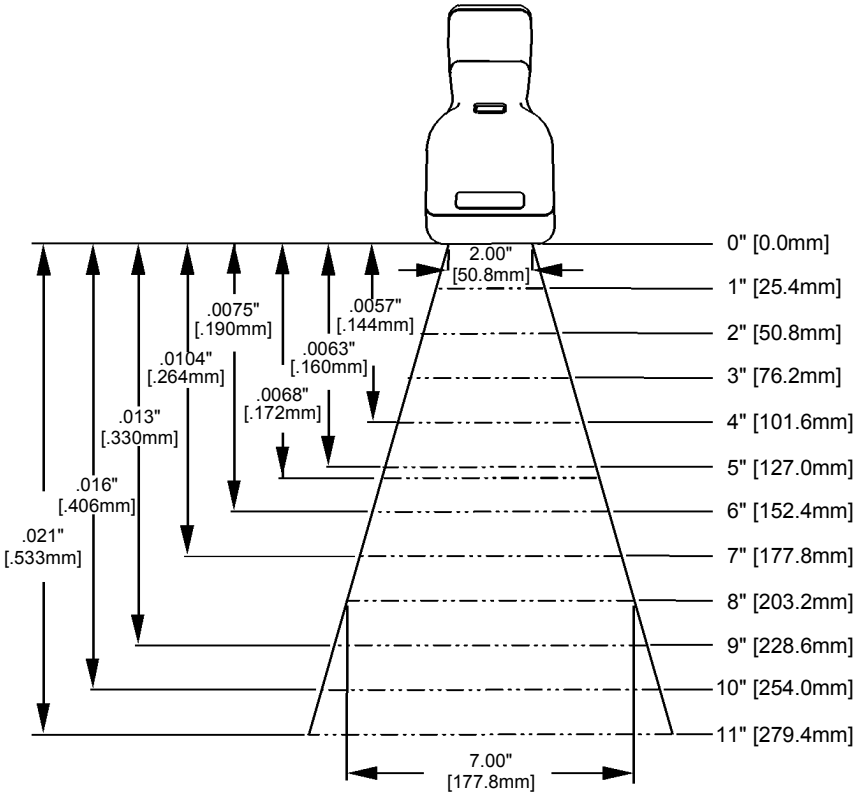 0" [0.0mm]
2.00"
[50.8mm]
1" [25.4mm]
.0057"
[.144mm]
.0075"
[.190mm]
2" [50.8mm]
.0063"
[.160mm]
.0104"
[.264mm]
3" [76.2mm]
.0068"
[.172mm]
.013"
[.330mm]
4" [101.6mm]
5" [127.0mm]
.016"
[.406mm]
6" [152.4mm]
.021"
[.533mm]
7" [177.8mm]
8" [203.2mm]
9" [228.6mm]
10" [254.0mm]
11" [279.4mm]
7.00"
[177.8mm]